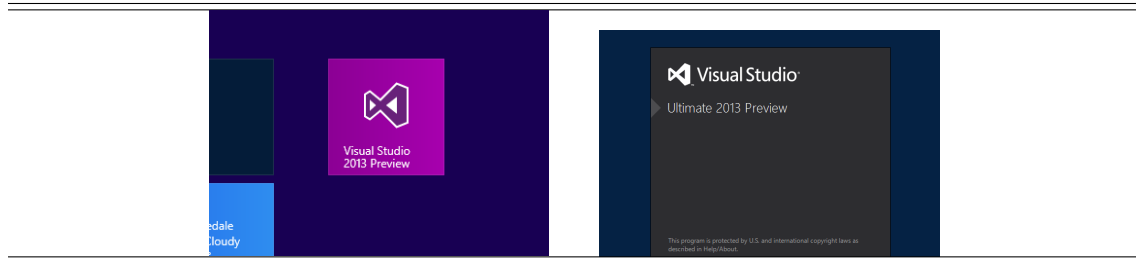 Visual Studio
2013 Preview
edale
Cloudy
Visual Studio
Ultimate 2013 Preview
This program is protected by U.S. and international copyright laws as
described in Help/About.